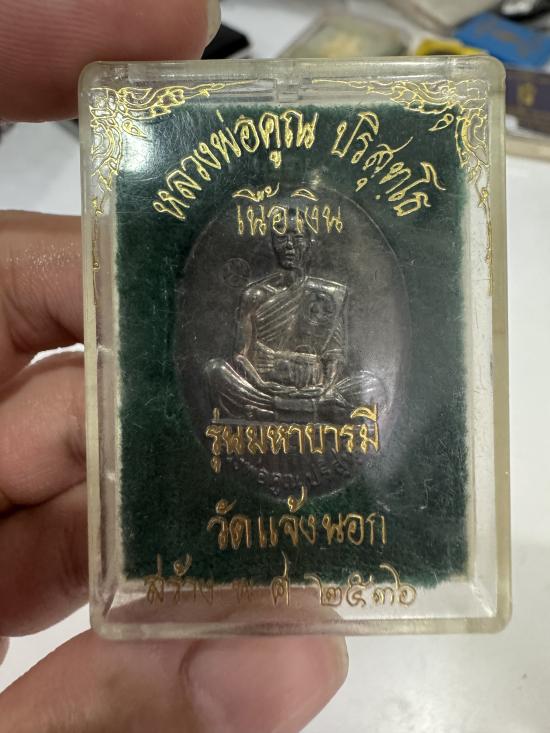 หลวงพ่อคูณ ปริสุทฺโธ
เนื้อเงิน
รุ่นมหาบารมี
วัดแจ้งนอก
สร้าง พ.ศ ๒๕๓๖